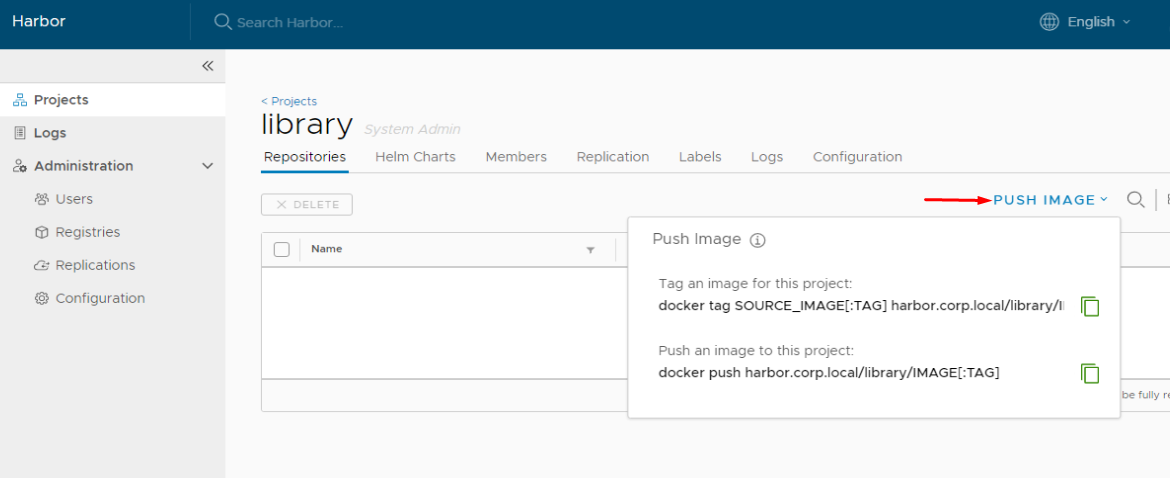 Harbor
Search Harbor...
English
Projects
Logs
Administration
Users
Registries
Replications
Configuration
< Projects
library System Admin
Repositories Helm Charts Members Replication Labels Logs Configuration
DELETE
PUSH IMAGE
Name
Push Image
Tag an image for this project:
docker tag SOURCE_IMAGE[:TAG] harbor.corp.local/library/
Push an image to this project:
docker push harbor.corp.local/library/IMAGE[:TAG]
be fully